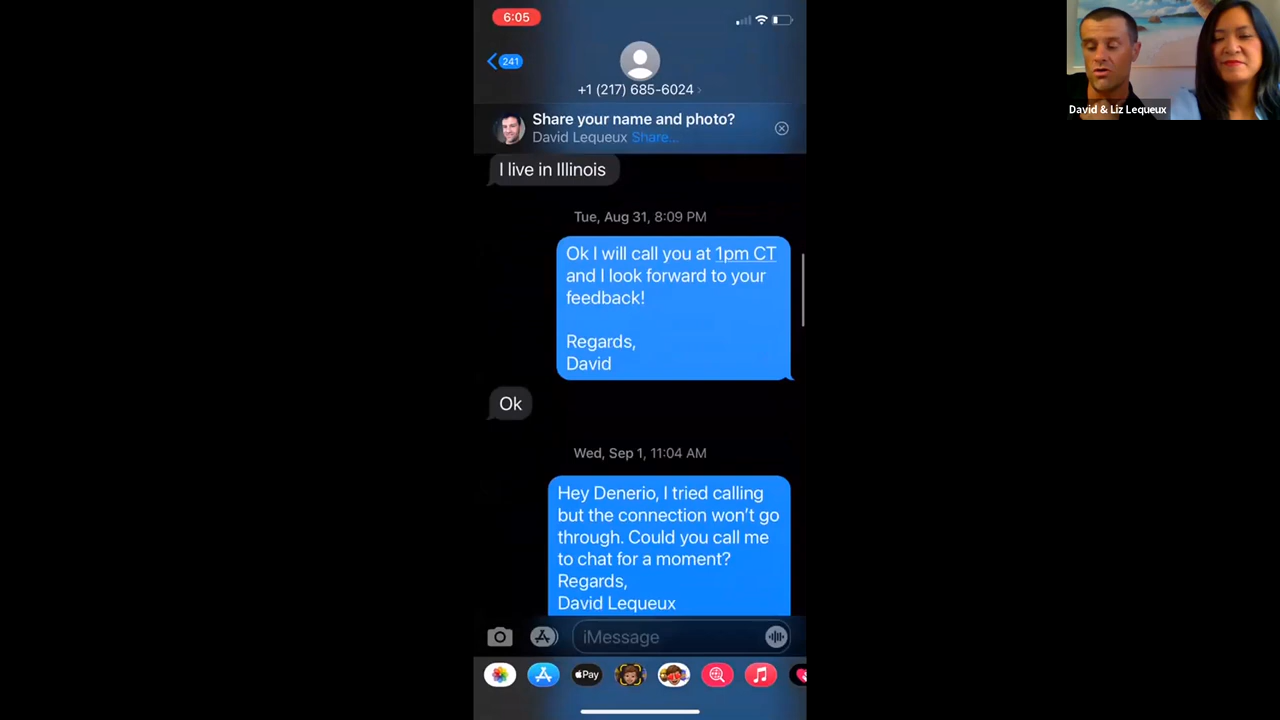 6:05
241
+1 (217) 685-6024
Share your name and photo?
David Lequeux Share...
I live in Illinois
Tue, Aug 31, 8:09 PM
Ok I will call you at 1pm CT
and I look forward to your
feedback!
Regards,
David
Ok
Wed, Sep 1, 11:04 AM
Hey Denerio, I tried calling
but the connection won't go
through. Could you call me
to chat for a moment?
Regards,
David Lequeux
iMessage
Pay
David & Liz Lequeux